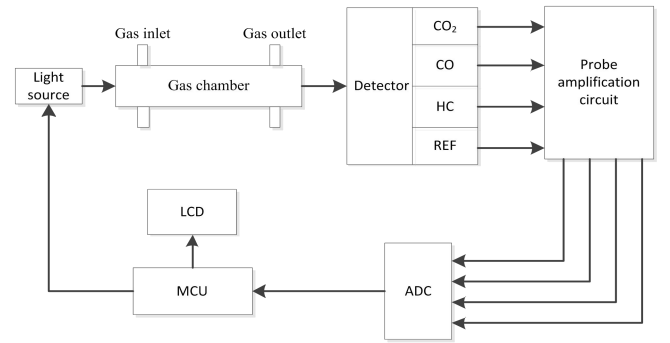 Gas inlet
Gas outlet
Light
source
Gas chamber
Detector
CO₂
CO
HC
REF
Probe
amplification
circuit
LCD
MCU
ADC